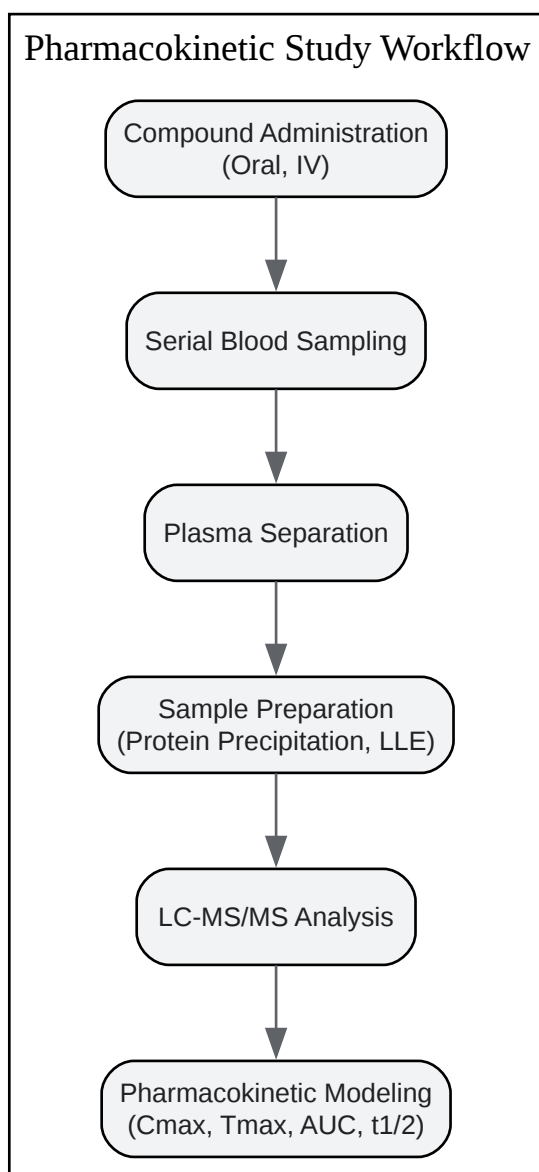 Pharmacokinetic Study Workflow
Compound Administration
(Oral, IV)
Serial Blood Sampling
Plasma Separation
Sample Preparation
(Protein Precipitation, LLE)
LC-MS/MS Analysis
Pharmacokinetic Modeling
(Cmax, Tmax, AUC, t1/2)